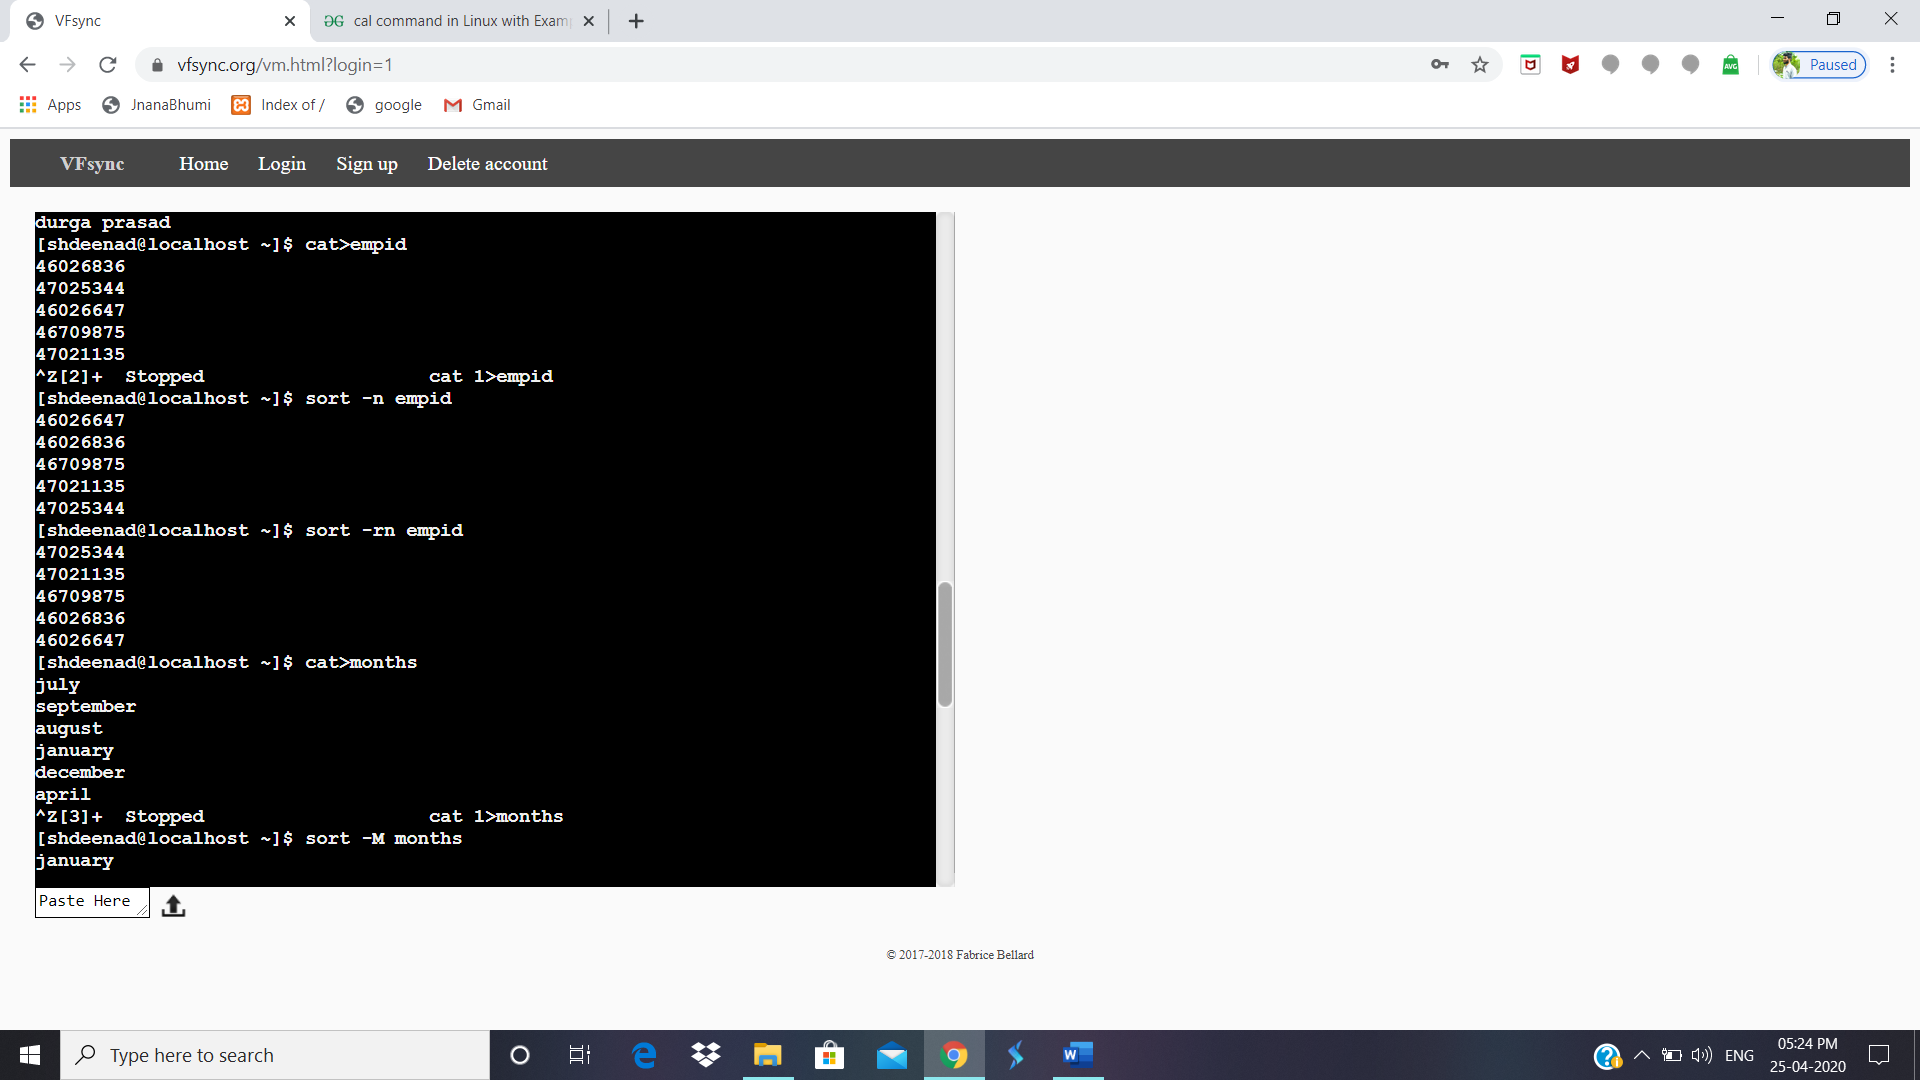 VFsync
cal command in Linux with Exam
vfsync.org/vm.html?login=1
Paused
Apps
JnanaBhumi
Index of /
google
Gmail
VFsync Home Login Sign up Delete account
durga prasad
[shdeenad@localhost ~]$ cat>empid
46026836
47025344
46026647
46709875
47021135
^Z[2]+  Stopped                    cat 1>empid
[shdeenad@localhost ~]$ sort -n empid
46026647
46026836
46709875
47021135
47025344
[shdeenad@localhost ~]$ sort -rn empid
47025344
47021135
46709875
46026836
46026647
[shdeenad@localhost ~]$ cat>months
july
september
august
january
december
april
^Z[3]+  Stopped                    cat 1>months
[shdeenad@localhost ~]$ sort -M months
january
Paste Here
© 2017-2018 Fabrice Bellard
Type here to search
ENG
05:24 PM
25-04-2020